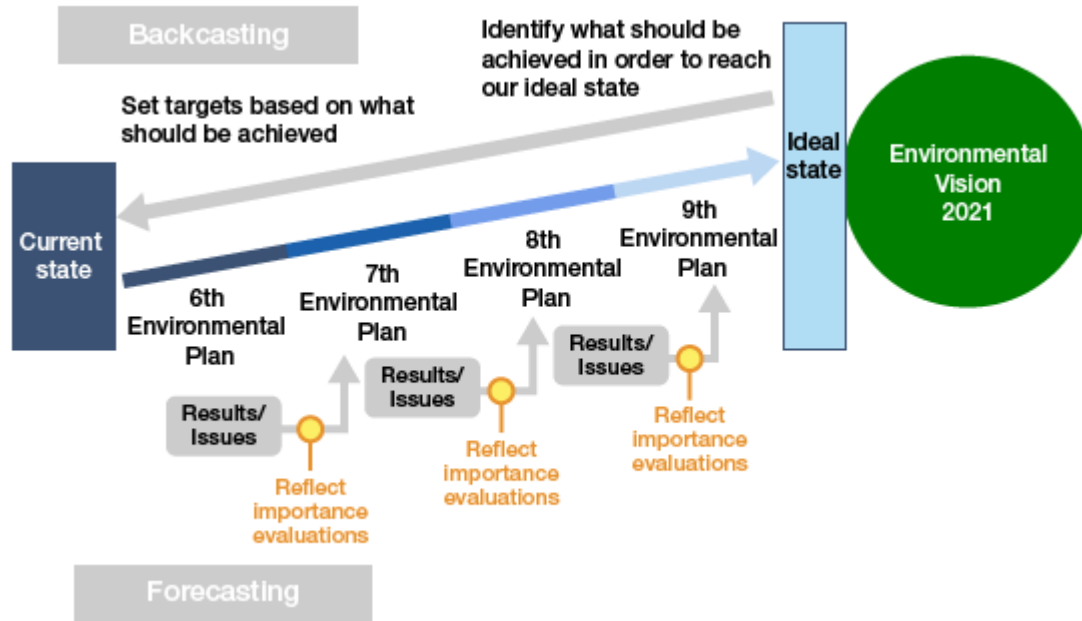 Backcasting
Identify what should be
achieved in order to reach
our ideal state
Set targets based on what
should be achieved
Ideal
state
Environmental
Vision
2021
Current
state
6th
Environmental
Plan
7th
Environmental
Plan
8th
Environmental
Plan
9th
Environmental
Plan
Results/
Issues
Results/
Issues
Results/
Issues
Reflect
importance
evaluations
Reflect
importance
evaluations
Reflect
importance
evaluations
Forecasting